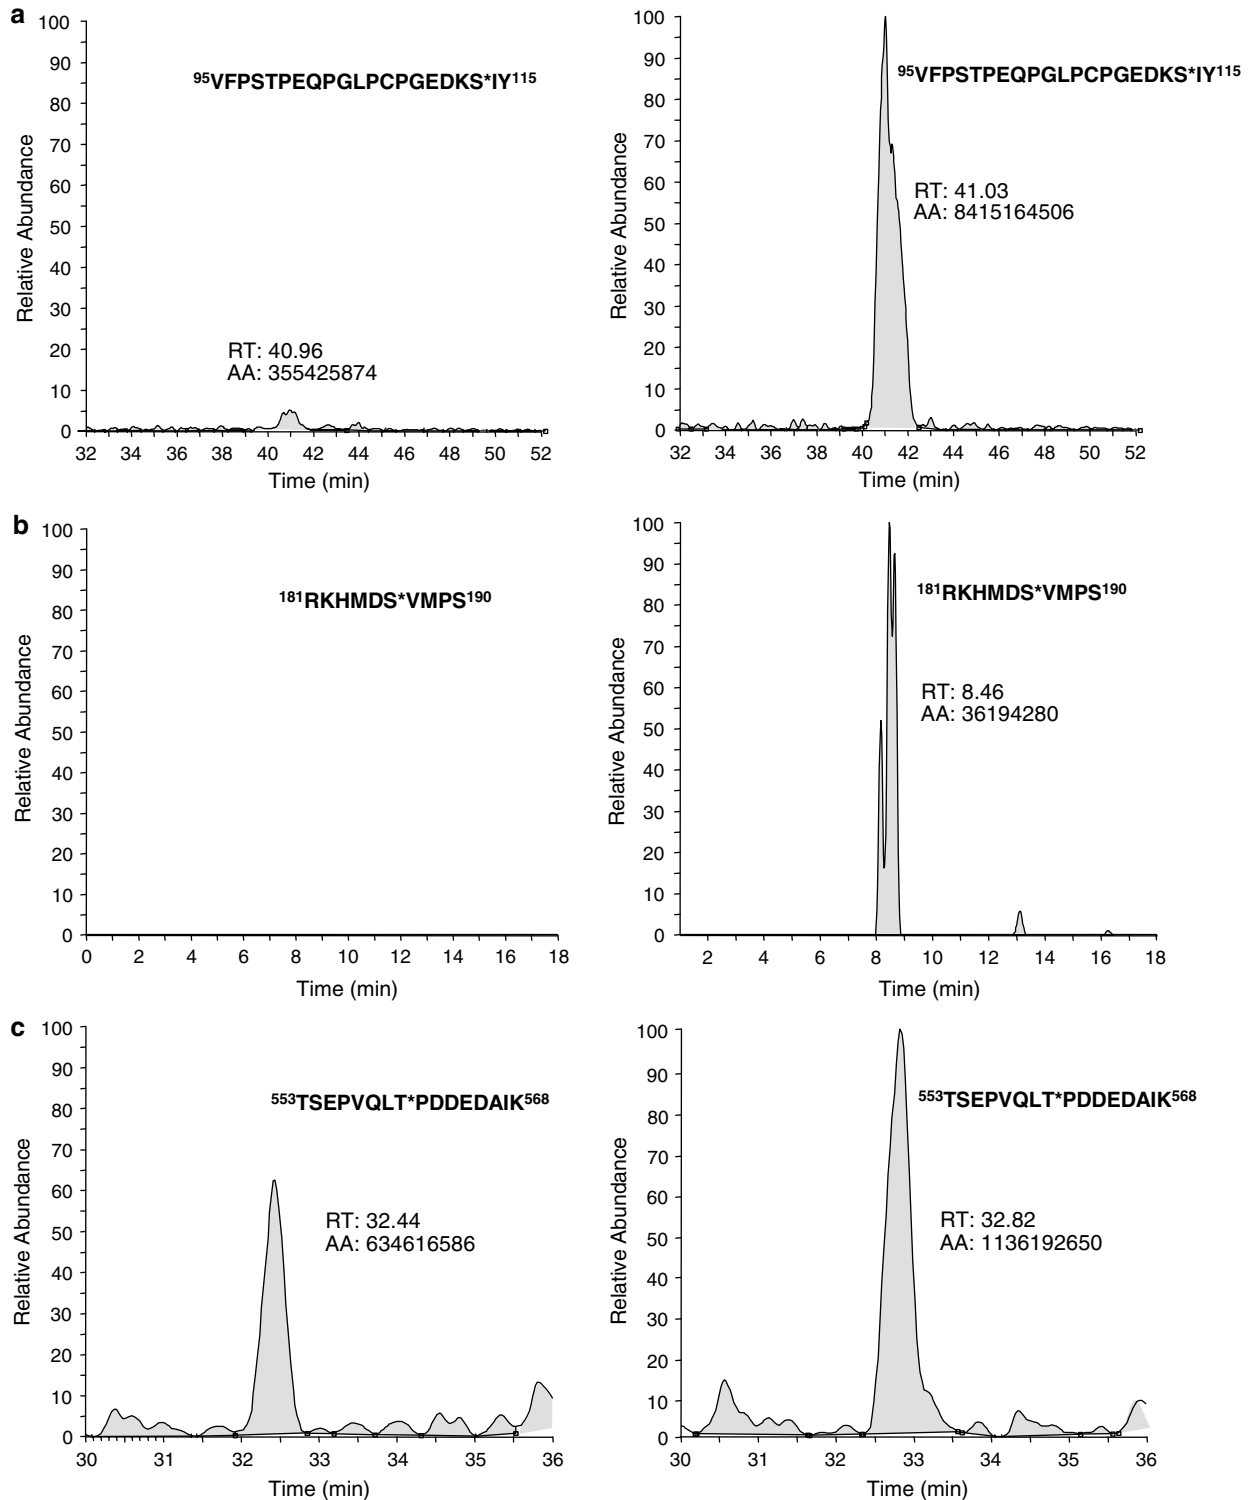 a
100
90
80
70
60
50
40
30
20
10
0
Relative Abundance
⁹⁵VFPSTPEQPGLPCPGEDKS*IY¹¹⁵
RT: 40.96
AA: 355425874
32 34 36 38 40 42 44 46 48 50 52
Time (min)
100
90
80
70
60
50
40
30
20
10
0
Relative Abundance
⁹⁵VFPSTPEQPGLPCPGEDKS*IY¹¹⁵
RT: 41.03
AA: 8415164506
32 34 36 38 40 42 44 46 48 50 52
Time (min)
b
100
90
80
70
60
50
40
30
20
10
0
Relative Abundance
¹⁸¹RKHMDS*VMPS¹⁹⁰
0 2 4 6 8 10 12 14 16 18
Time (min)
100
90
80
70
60
50
40
30
20
10
0
Relative Abundance
¹⁸¹RKHMDS*VMPS¹⁹⁰
RT: 8.46
AA: 36194280
2 4 6 8 10 12 14 16 18
Time (min)
c
100
90
80
70
60
50
40
30
20
10
0
Relative Abundance
⁵⁵³TSEPVQLT*PDDEDAIK⁵⁶⁸
RT: 32.44
AA: 634616586
30 31 32 33 34 35 36
Time (min)
100
90
80
70
60
50
40
30
20
10
0
Relative Abundance
⁵⁵³TSEPVQLT*PDDEDAIK⁵⁶⁸
RT: 32.82
AA: 1136192650
30 31 32 33 34 35 36
Time (min)